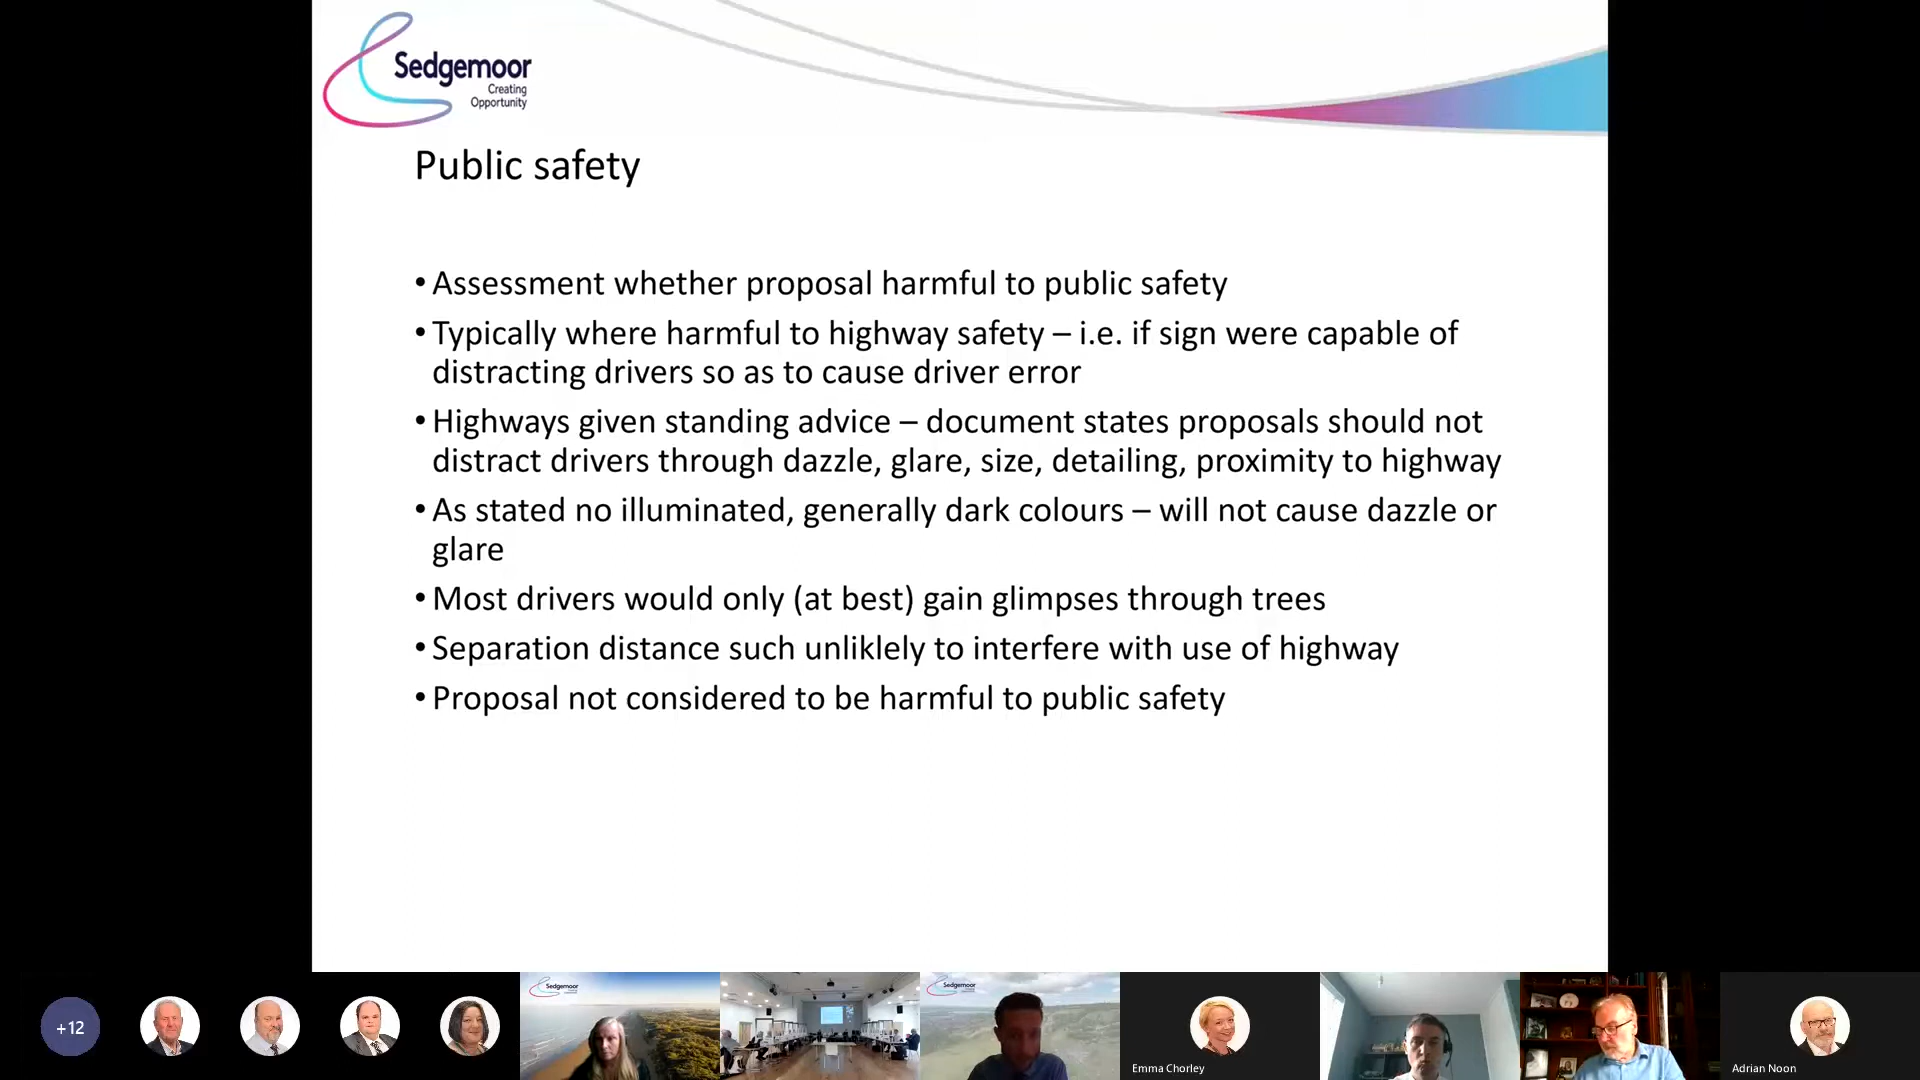 Sedgemoor
Creating
Opportunity
Public safety
• Assessment whether proposal harmful to public safety
• Typically where harmful to highway safety – i.e. if sign were capable of
distracting drivers so as to cause driver error
• Highways given standing advice – document states proposals should not
distract drivers through dazzle, glare, size, detailing, proximity to highway
• As stated no illuminated, generally dark colours – will not cause dazzle or
glare
• Most drivers would only (at best) gain glimpses through trees
• Separation distance such unliklely to interfere with use of highway
• Proposal not considered to be harmful to public safety
+12
Sedgemoor
Sedgemoor
Emma Chorley
Adrian Noon